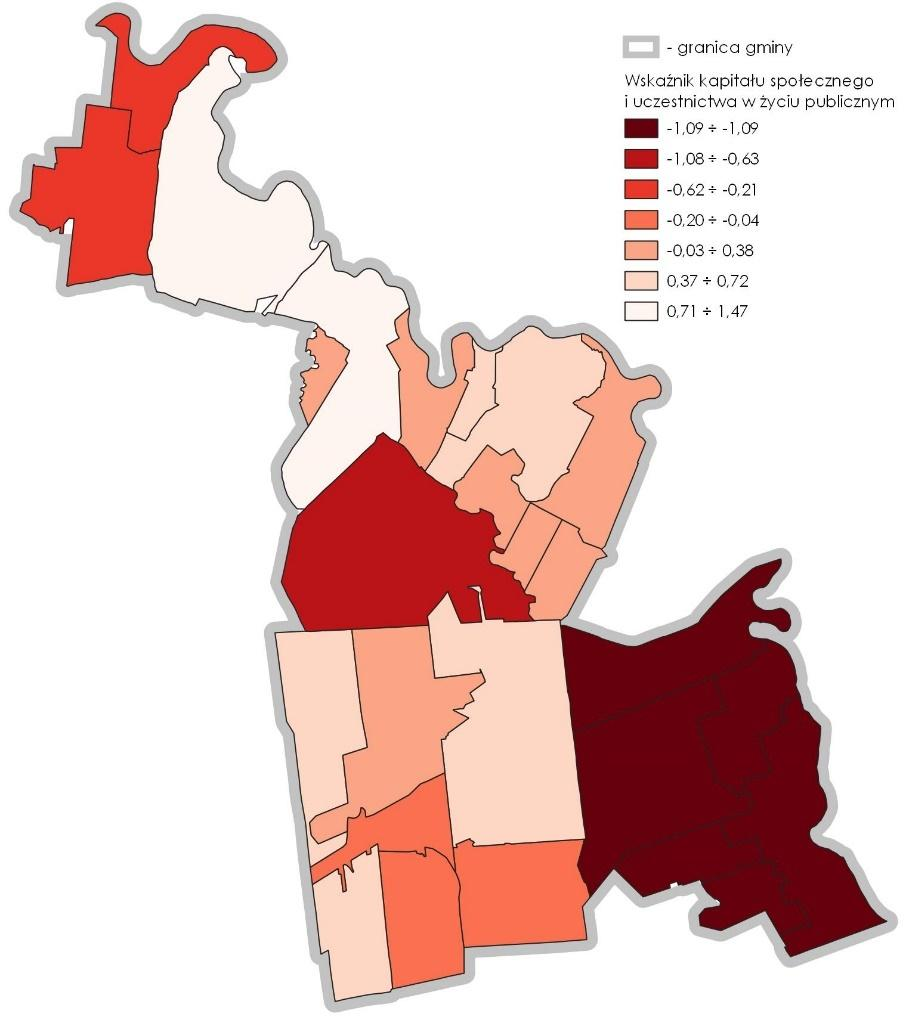 - granica gminy
Wskaźnik kapitału społecznego
i uczestnictwa w życiu publicznym
-1,09 ÷ -1,09
-1,08 ÷ -0,63
-0,62 ÷ -0,21
-0,20 ÷ -0,04
-0,03 ÷ 0,38
0,37 ÷ 0,72
0,71 ÷ 1,47